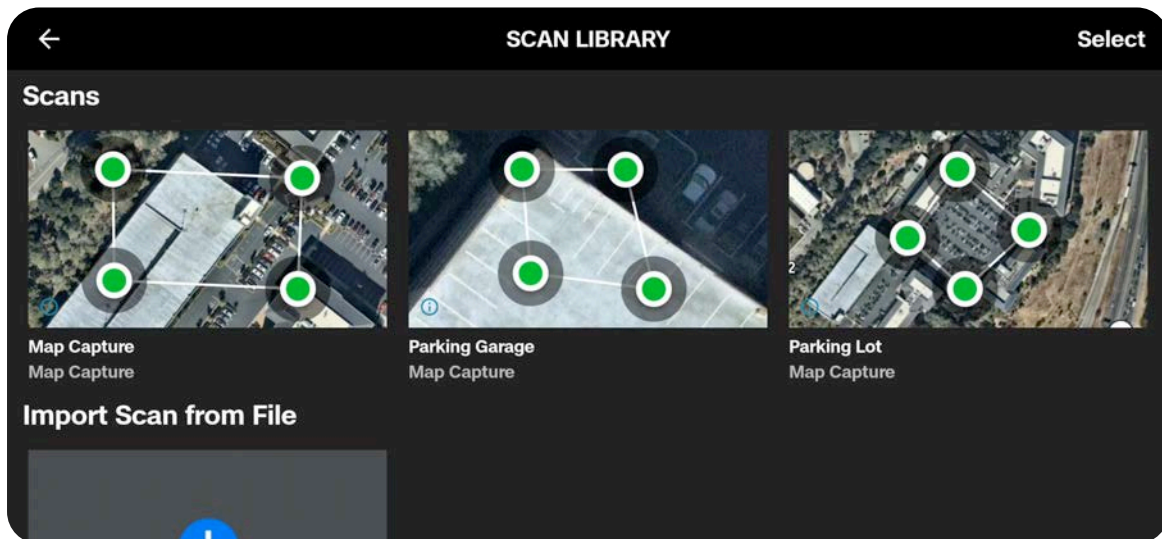 SCAN LIBRARY
Select
Scans
2
Map Capture
Map Capture
Parking Garage
Map Capture
Parking Lot
Map Capture
Import Scan from File